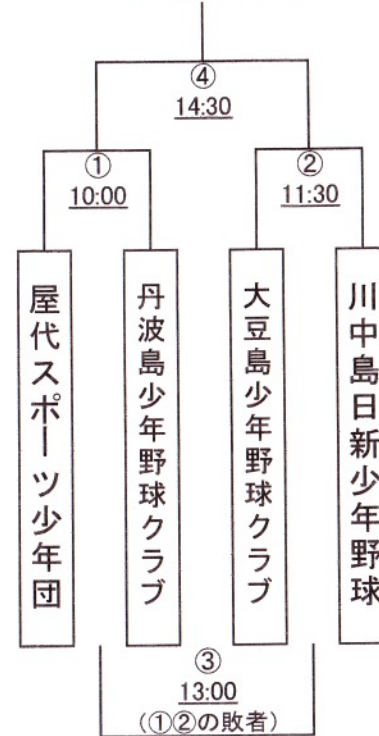 ④
14:30
①
10:00
②
11:30
屋代スポーツ少年団
丹波島少年野球クラブ
大豆島少年野球クラブ
川中島日新少年野球
③
13:00
(①②の敗者)